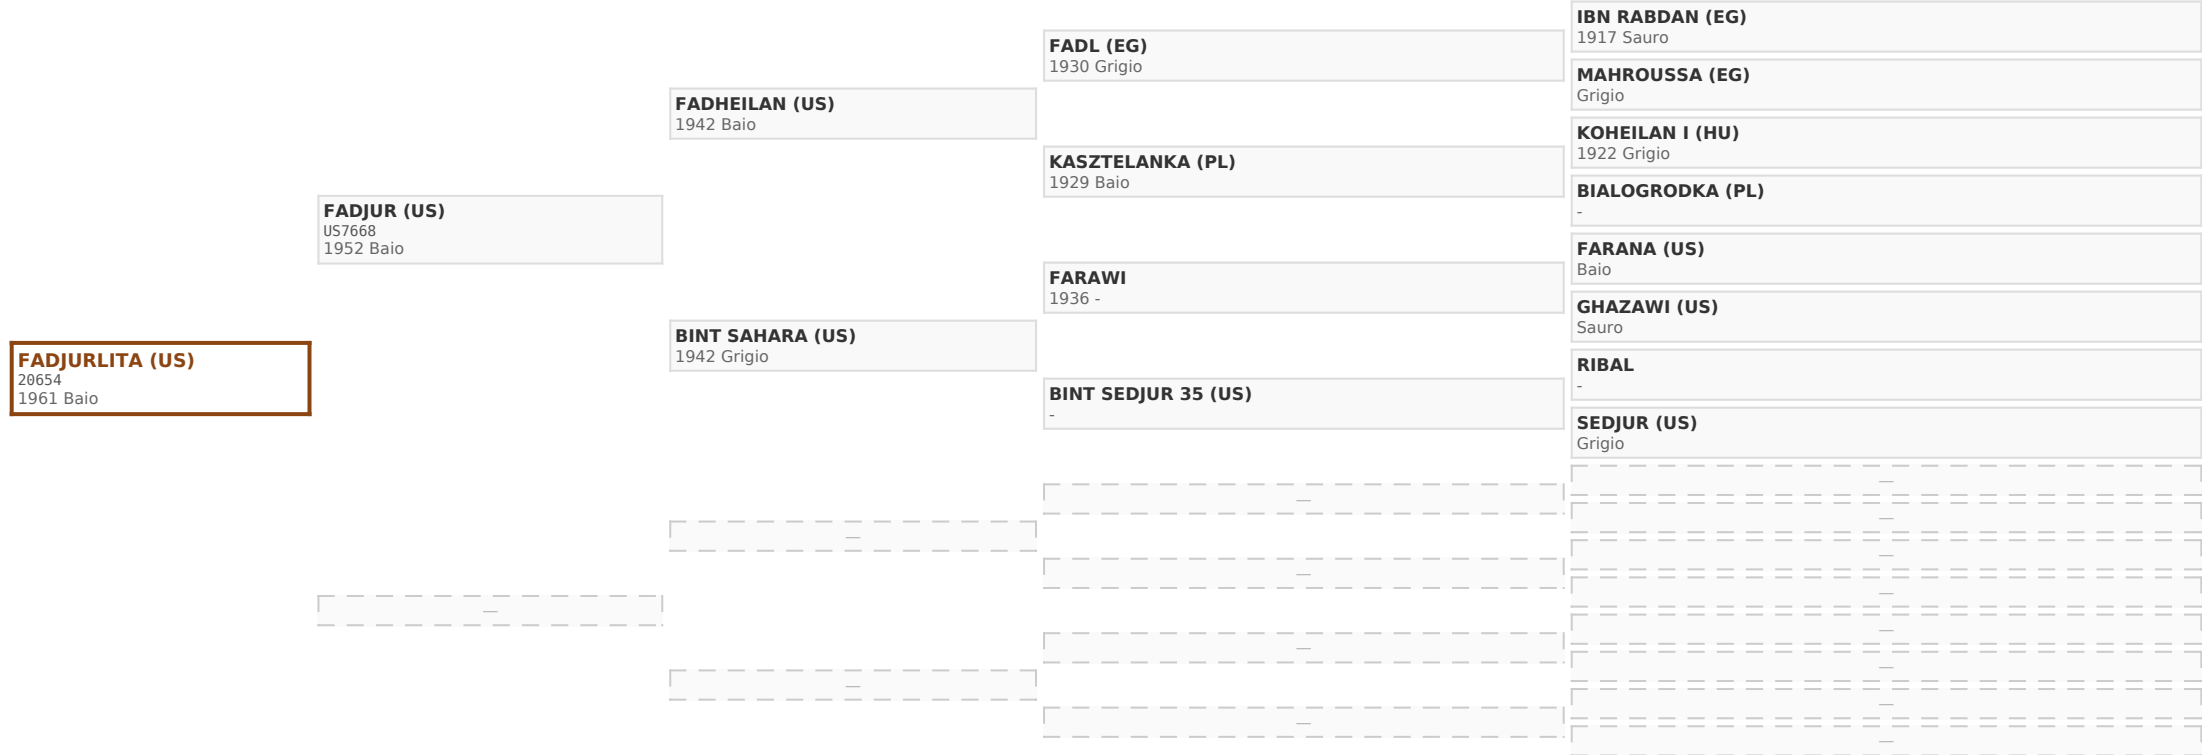 FADJURLITA (US)
20654
1961 Baio
FADJUR (US)
US7668
1952 Baio
—
FADHEILAN (US)
1942 Baio
BINT SAHARA (US)
1942 Grigio
—
—
FADL (EG)
1930 Grigio
KASZTELANKA (PL)
1929 Baio
FARAWI
1936 -
BINT SEDJUR 35 (US)
-
—
—
—
—
IBN RABDAN (EG)
1917 Sauro
MAHROUSSA (EG)
Grigio
KOHEILAN I (HU)
1922 Grigio
BIALOGRODKA (PL)
-
FARANA (US)
Baio
GHAZAWI (US)
Sauro
RIBAL
-
SEDJUR (US)
Grigio
—
—
—
—
—
—
—
—